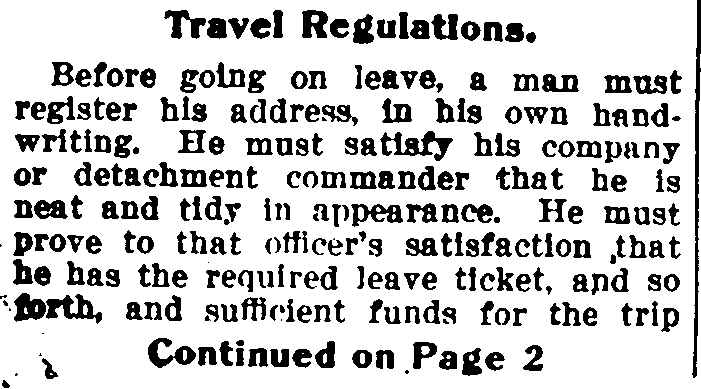 Travel Regulations.
Before going on leave, a man must
register his address, in his own hand-
writing. He must satisfy his company
or detachment commander that he is
neat and tidy in appearance. He must
prove to that officer's satisfaction that
he has the required leave ticket, and so
forth, and sufficient funds for the trip
Continued on Page 2